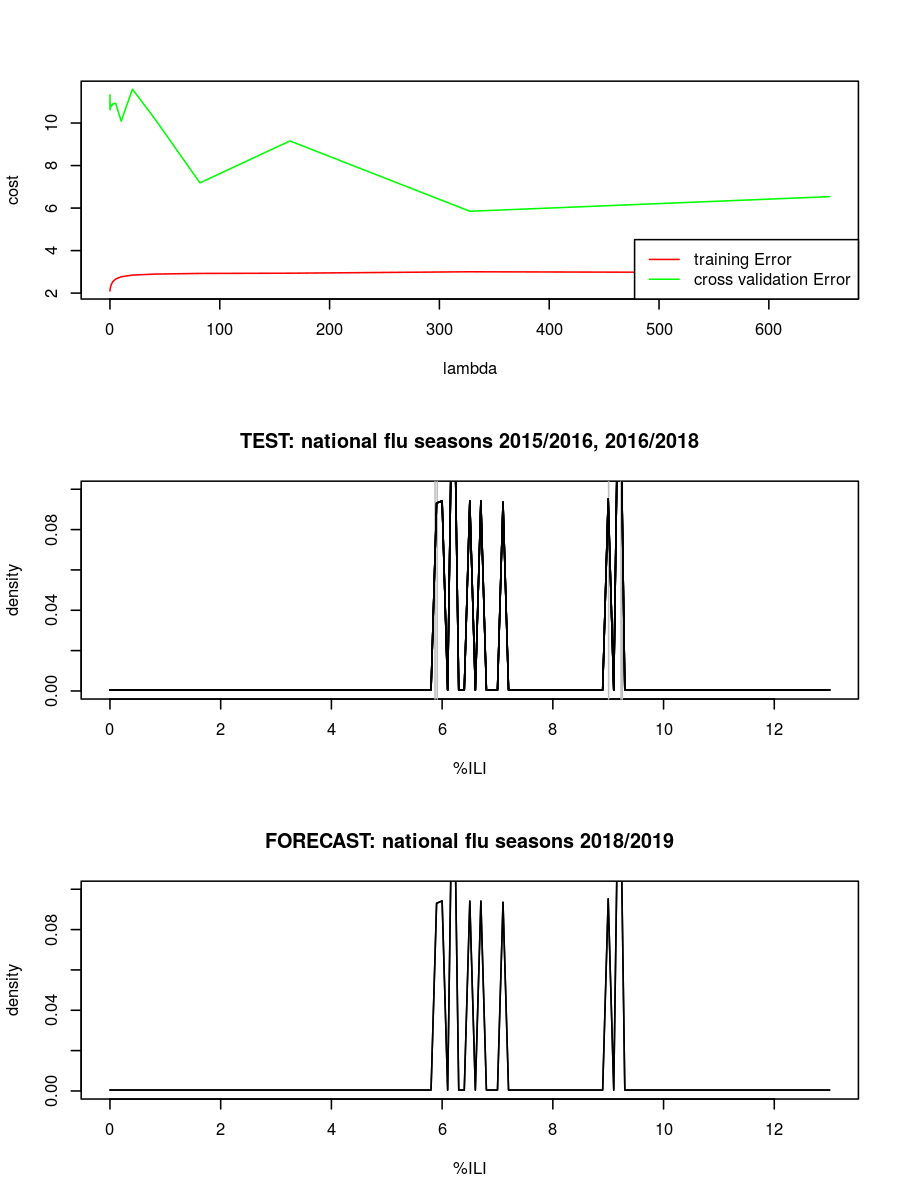 cost
10
8
6
4
2
training Error
cross validation Error
0 100 200 300 400 500 600
lambda
TEST: national flu seasons 2015/2016, 2016/2018
density
0.08
0.04
0.00
0 2 4 6 8 10 12
%ILI
FORECAST: national flu seasons 2018/2019
density
0.08
0.04
0.00
0 2 4 6 8 10 12
%ILI